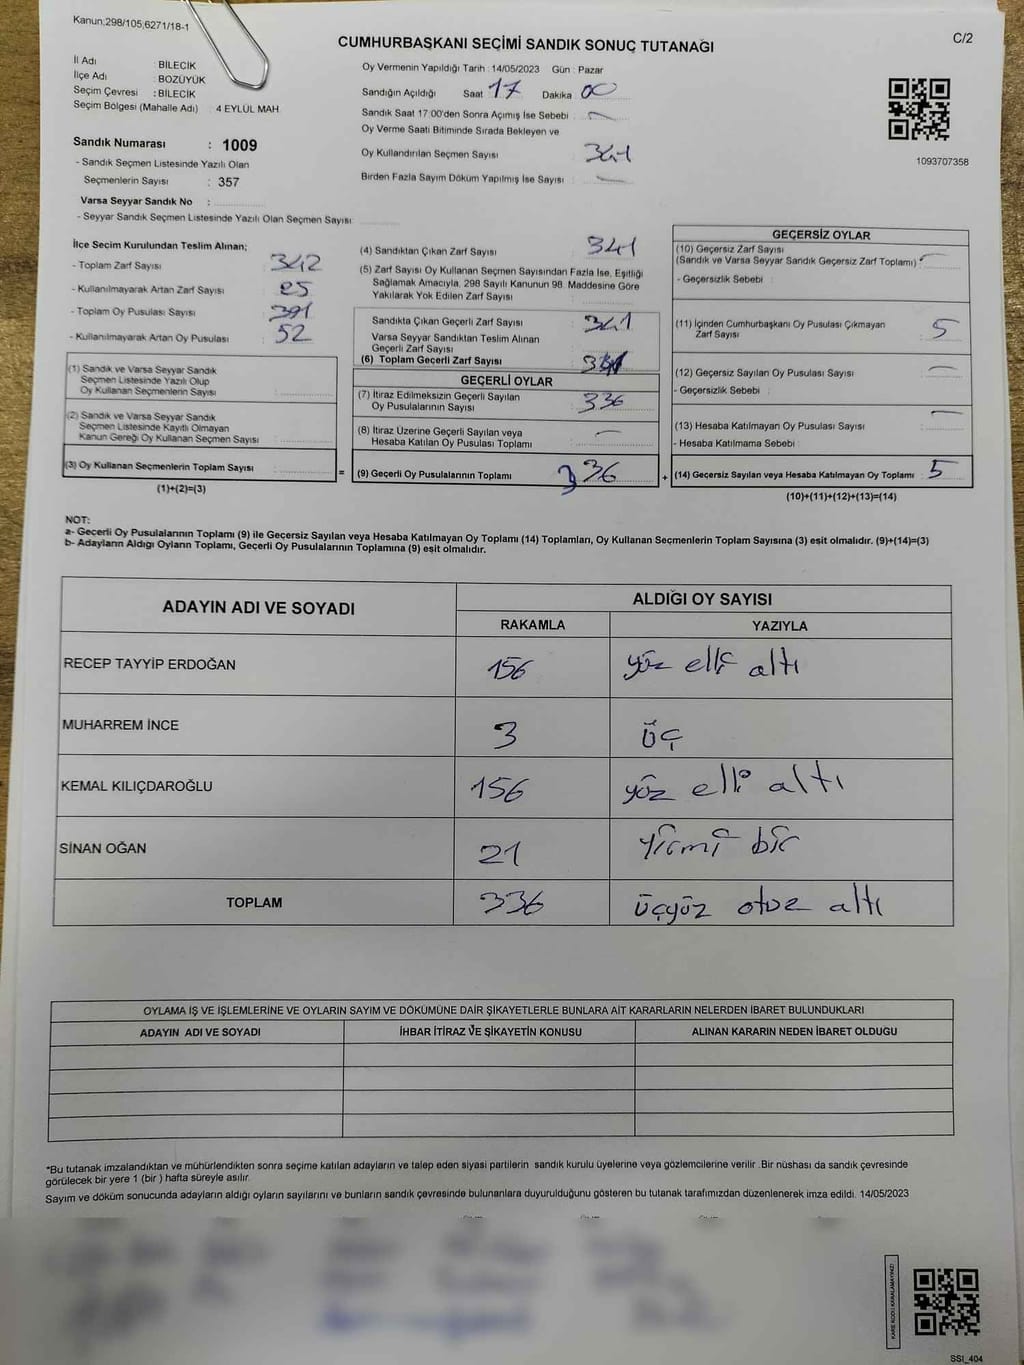 Kanun;298/105,6271/18-1
C/2
CUMHURBAŞKANI SEÇİMİ SANDIK SONUÇ TUTANAĞI
İl Adı : BİLECİK
İlçe Adı : BOZÜYÜK
Seçim Çevresi : BİLECİK
Seçim Bölgesi (Mahalle Adı) : 4 EYLÜL MAH.
Sandık Numarası : 1009
- Sandık Seçmen Listesinde Yazılı Olan
Seçmenlerin Sayısı : 357
Varsa Seyyar Sandık No :
- Seyyar Sandık Seçmen Listesinde Yazılı Olan Seçmen Sayısı:
Oy Vermenin Yapıldığı Tarih : 14/05/2023 Gün : Pazar
Sandığın Açıldığı Saat 17 Dakika 00
Sandık Saat 17:00'den Sonra Açımış İse Sebebi :
Oy Verme Saati Bitiminde Sırada Bekleyen ve
Oy Kullandırılan Seçmen Sayısı 341
Birden Fazla Sayım Döküm Yapılmış İse Sayısı :
1093707358
İlçe Seçim Kurulundan Teslim Alınan;
- Toplam Zarf Sayısı : 342
- Kullanılmayarak Artan Zarf Sayısı : 25
- Toplam Oy Pusulası Sayısı : 391
- Kullanılmayarak Artan Oy Pusulası : 52
(1) Sandık ve Varsa Seyyar Sandık
Seçmen Listesinde Yazılı Olup
Oy Kullanan Seçmenlerin Sayısı :
(2) Sandık ve Varsa Seyyar Sandık
Seçmen Listesinde Kayıtlı Olmayan
Kanun Gereği Oy Kullanan Seçmen Sayısı :
(3) Oy Kullanan Seçmenlerin Toplam Sayısı :
(1)+(2)=(3)
=
(4) Sandıktan Çıkan Zarf Sayısı : 341
(5) Zarf Sayısı Oy Kullanan Seçmen Sayısından Fazla İse, Eşitliği
Sağlamak Amacıyla, 298 Sayılı Kanunun 98. Maddesine Göre
Yakılarak Yok Edilen Zarf Sayısı :
Sandıkta Çıkan Geçerli Zarf Sayısı : 341
Varsa Seyyar Sandıktan Teslim Alınan
Geçerli Zarf Sayısı :
(6) Toplam Geçerli Zarf Sayısı : 341
GEÇERLİ OYLAR
(7) İtiraz Edilmeksizin Geçerli Sayılan
Oy Pusulalarının Sayısı : 336
(8) İtiraz Üzerine Geçerli Sayılan veya
Hesaba Katılan Oy Pusulası Toplamı :
(9) Geçerli Oy Pusulalarının Toplamı : 336
+
GEÇERSİZ OYLAR
(10) Geçersiz Zarf Sayısı
(Sandık ve Varsa Seyyar Sandık Geçersiz Zarf Toplamı) :
- Geçersizlik Sebebi :
(11) İçinden Cumhurbaşkanı Oy Pusulası Çıkmayan
Zarf Sayısı : 5
(12) Geçersiz Sayılan Oy Pusulası Sayısı :
- Geçersizlik Sebebi :
(13) Hesaba Katılmayan Oy Pusulası Sayısı :
- Hesaba Katılmama Sebebi :
(14) Geçersiz Sayılan veya Hesaba Katılmayan Oy Toplamı : 5
(10)+(11)+(12)+(13)=(14)
NOT:
a- Geçerli Oy Pusulalarının Toplamı (9) ile Geçersiz Sayılan veya Hesaba Katılmayan Oy Toplamı (14) Toplamları, Oy Kullanan Seçmenlerin Toplam Sayısına (3) eşit olmalıdır. (9)+(14)=(3)
b- Adayların Aldığı Oyların Toplamı, Geçerli Oy Pusulalarının Toplamına (9) eşit olmalıdır.
ADAYIN ADI VE SOYADI ALDIĞI OY SAYISI
RAKAMLA YAZIYLA
RECEP TAYYİP ERDOĞAN 156 yüz elli altı
MUHARREM İNCE 3 üç
KEMAL KILIÇDAROĞLU 156 yüz elli altı
SİNAN OĞAN 21 yirmi bir
TOPLAM 336 üçyüz otuz altı
OYLAMA İŞ VE İŞLEMLERİNE VE OYLARIN SAYIM VE DÖKÜMÜNE DAİR ŞİKAYETLERLE BUNLARA AİT KARARLARIN NELERDEN İBARET BULUNDUKLARI
ADAYIN ADI VE SOYADI İHBAR İTİRAZ VE ŞİKAYETİN KONUSU ALINAN KARARIN NEDEN İBARET OLDUĞU
*Bu tutanak imzalandıktan ve mühürlendikten sonra seçime katılan adayların ve talep eden siyasi partilerin sandık kurulu üyelerine veya gözlemcilerine verilir .Bir nüshası da sandık çevresinde
görülecek bir yere 1 (bir ) hafta süreyle asılır.
Sayım ve döküm sonucunda adayların aldığı oyların sayılarını ve bunların sandık çevresinde bulunanlara duyurulduğunu gösteren bu tutanak tarafımızdan düzenlenerek imza edildi. 14/05/2023
KARE KODU KARALAMAYINIZ!
SSI_404